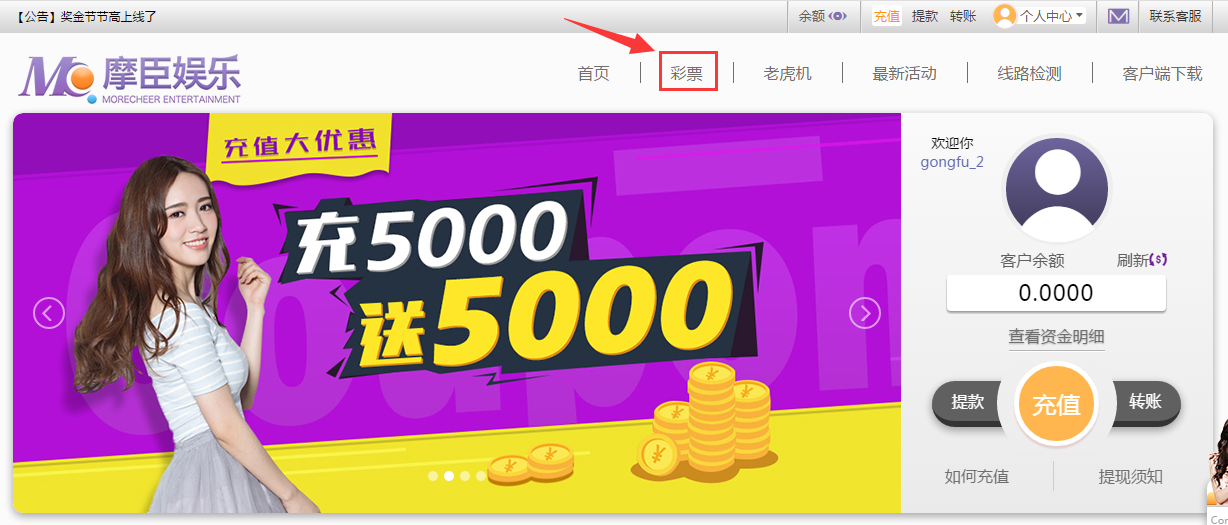 【公告】奖金节节高上线了
余额 充值 提款 转账 个人中心 联系客服
摩臣娱乐
MORECHEER ENTERTAINMENT
首页 彩票 老虎机 最新活动 线路检测 客户端下载
充值大优惠
充5000
送5000
Coupon
欢迎你
gongfu_2
客户余额 刷新
0.0000
查看资金明细
提款 充值 转账
如何充值 提现须知